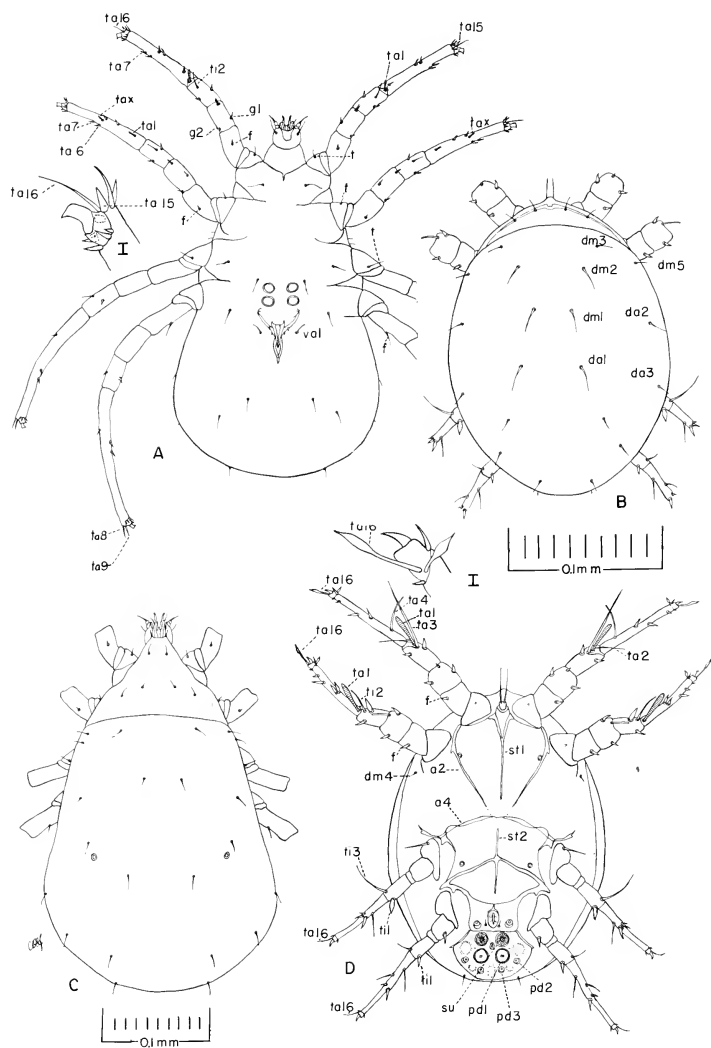 ta16
ta15
ta1
ta7
ti2
tax
ta1
ta7
ta6
g1
g2
f
t
tax
ta16
ta15
I
f
t
t
va1
f
A
ta8
ta9
dm3
dm2
dm5
dm1
da2
da1
da3
B
0.1mm
I
ta16
ta4
ta1
ta3
ta16
ta1
ti2
ta2
f
f
st1
a2
dm4
a4
st2
ti3
ta16
ti1
D
ti1
ta16
su
pd1
pd3
pd2
C
0.1mm